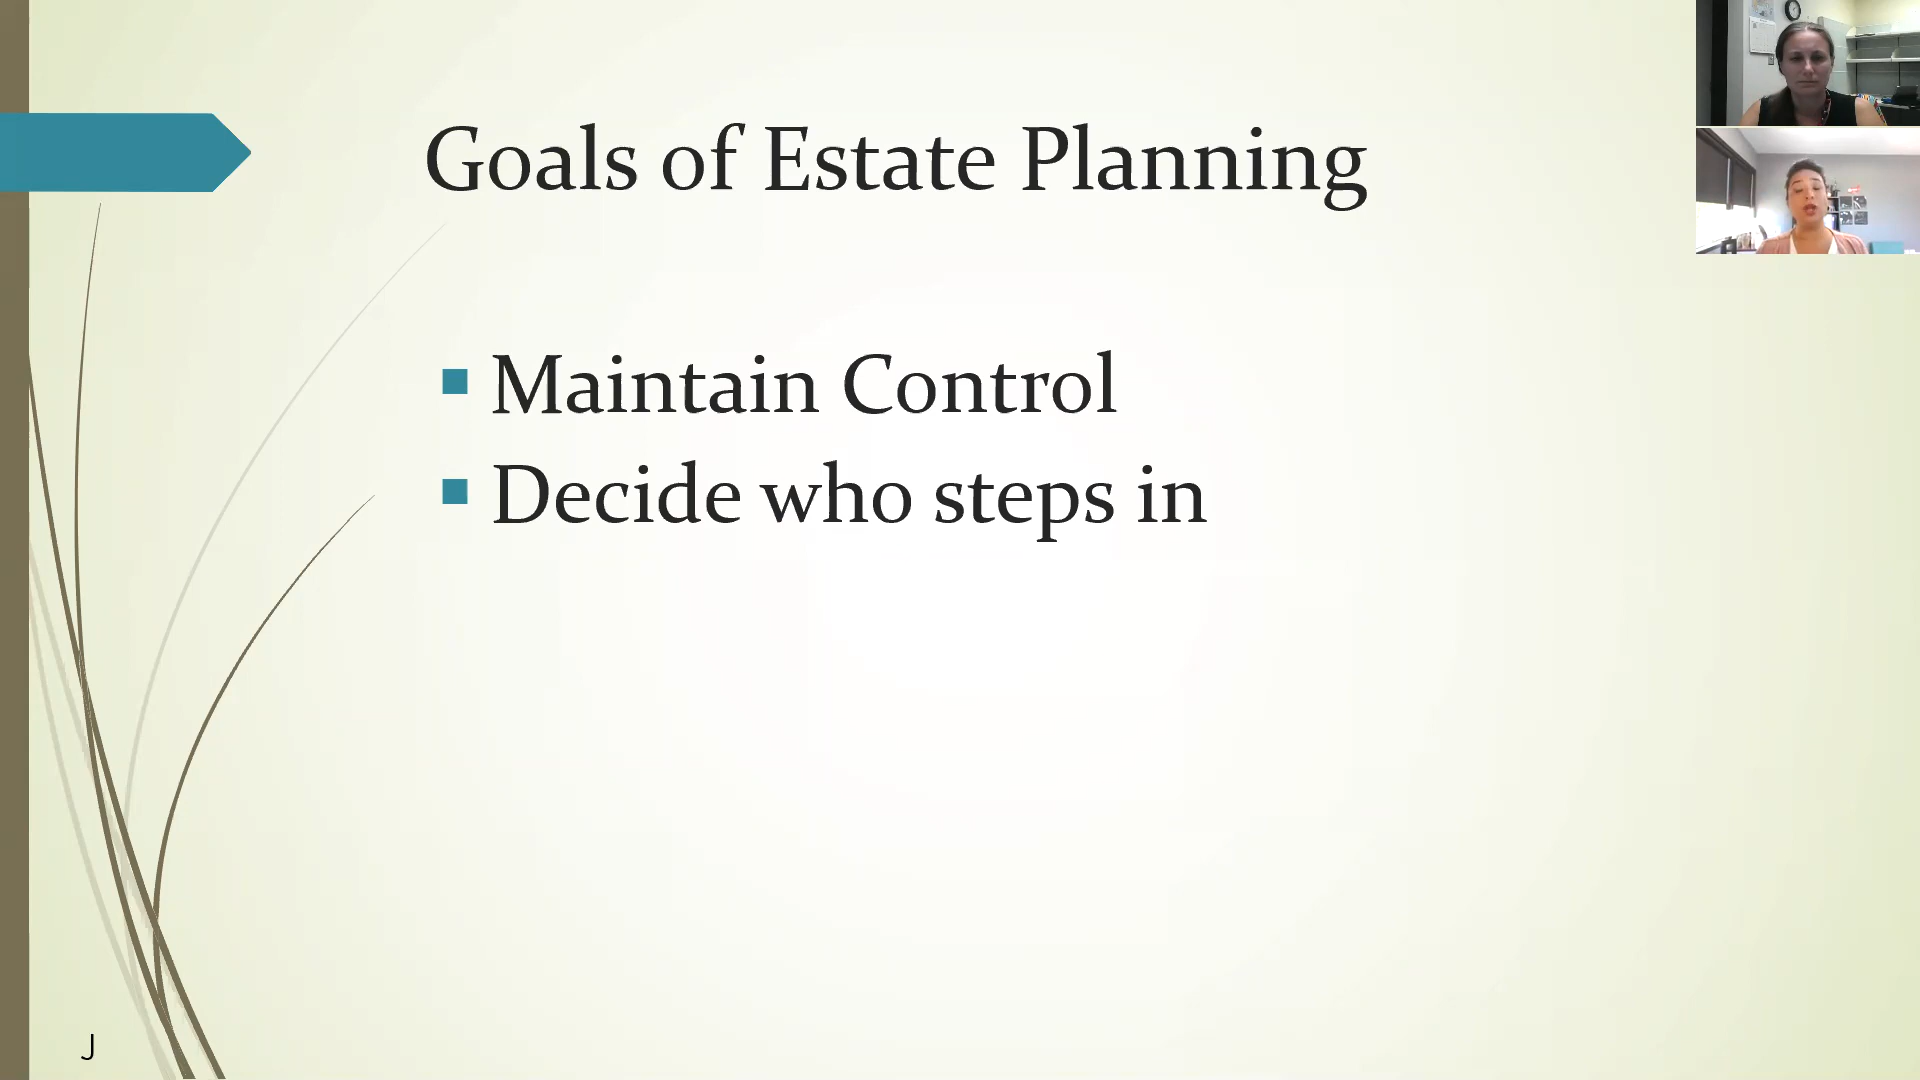 Goals of Estate Planning
Maintain Control
Decide who steps in
J